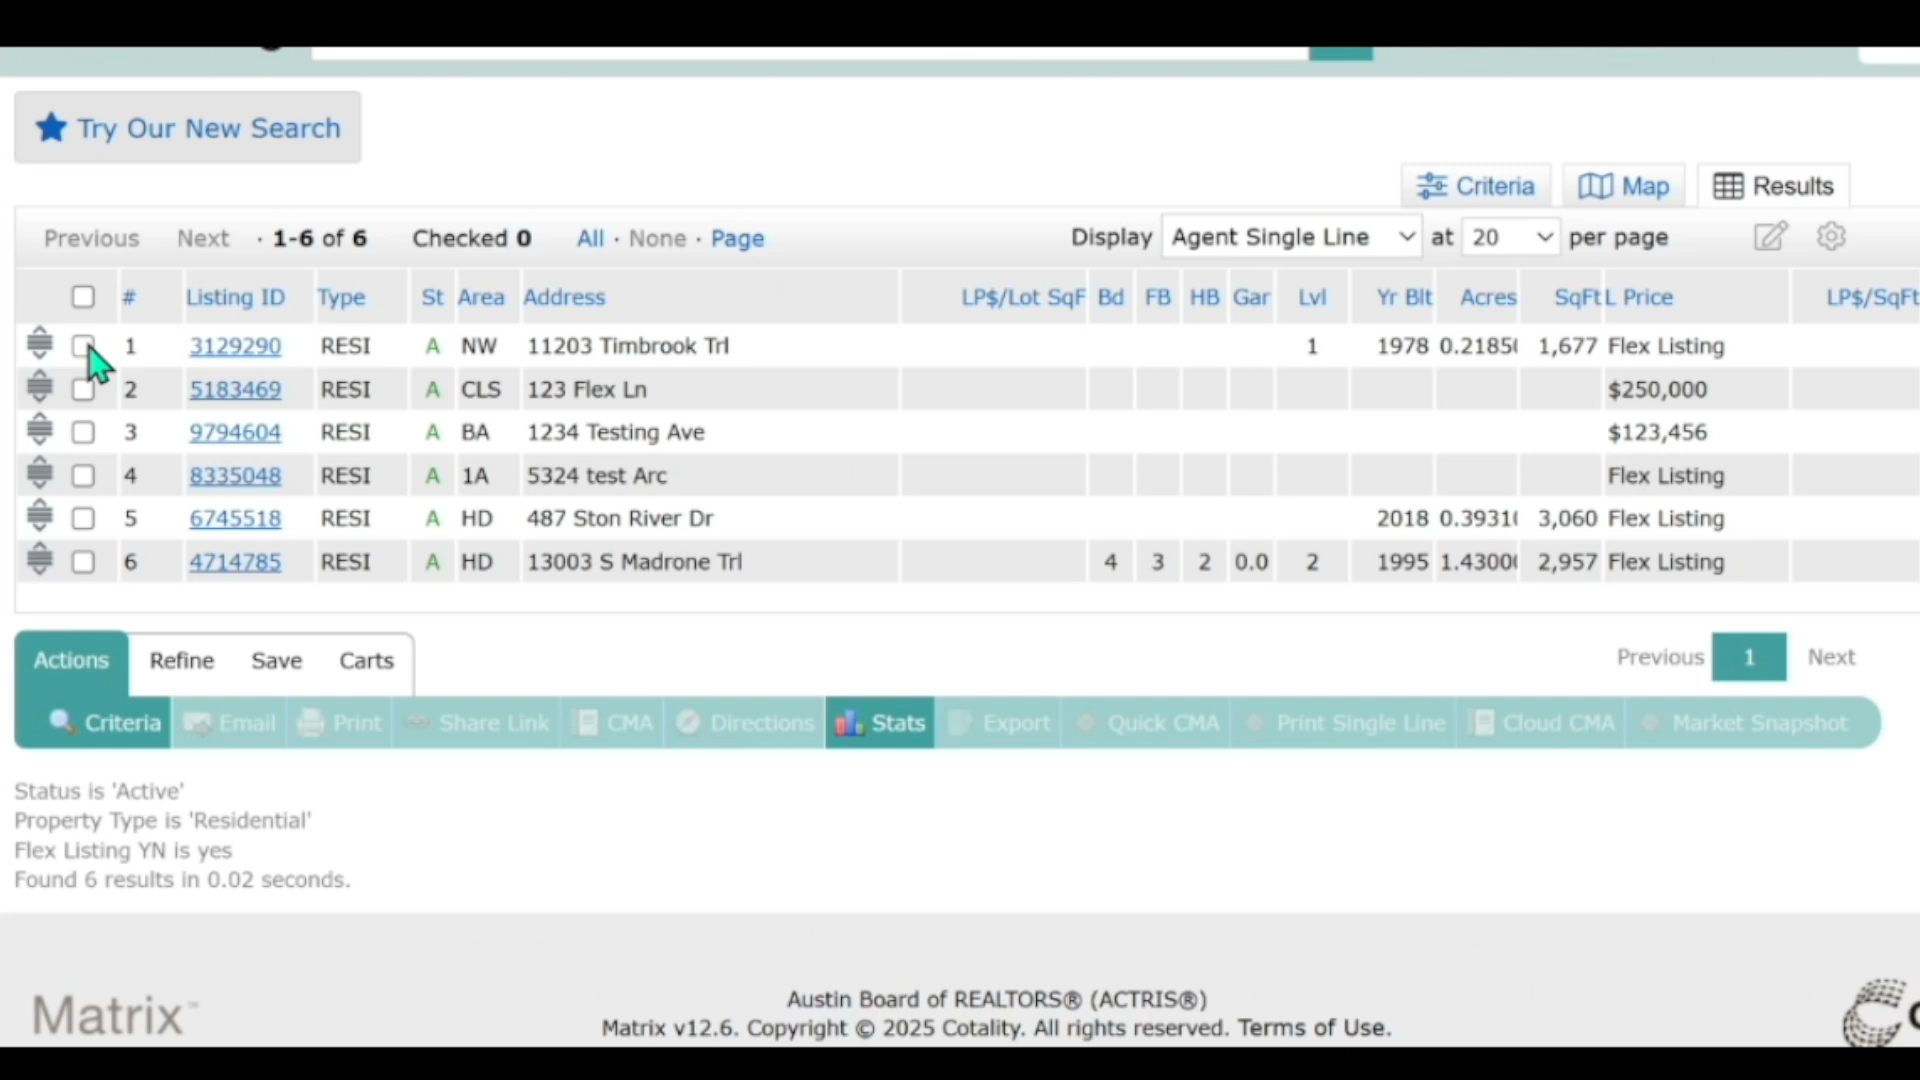 Try Our New Search
Criteria Map Results
Previous Next · 1-6 of 6 Checked 0 All · None · Page Display Agent Single Line at 20 per page
# Listing ID Type St Area Address LP$/Lot SqF Bd FB HB Gar Lvl Yr Blt Acres SqFt L Price LP$/SqFt
1 3129290 RESI A NW 11203 Timbrook Trl 1 1978 0.2185 1,677 Flex Listing
2 5183469 RESI A CLS 123 Flex Ln $250,000
3 9794604 RESI A BA 1234 Testing Ave $123,456
4 8335048 RESI A 1A 5324 test Arc Flex Listing
5 6745518 RESI A HD 487 Ston River Dr 2018 0.3931 3,060 Flex Listing
6 4714785 RESI A HD 13003 S Madrone Trl 4 3 2 0.0 2 1995 1.4300 2,957 Flex Listing
Actions Refine Save Carts Previous 1 Next
Criteria Email Print Share Link CMA Directions Stats Export Quick CMA Print Single Line Cloud CMA Market Snapshot
Status is 'Active'
Property Type is 'Residential'
Flex Listing YN is yes
Found 6 results in 0.02 seconds.
Matrix™
Austin Board of REALTORS® (ACTRIS®)
Matrix v12.6. Copyright © 2025 Cotality. All rights reserved. Terms of Use.